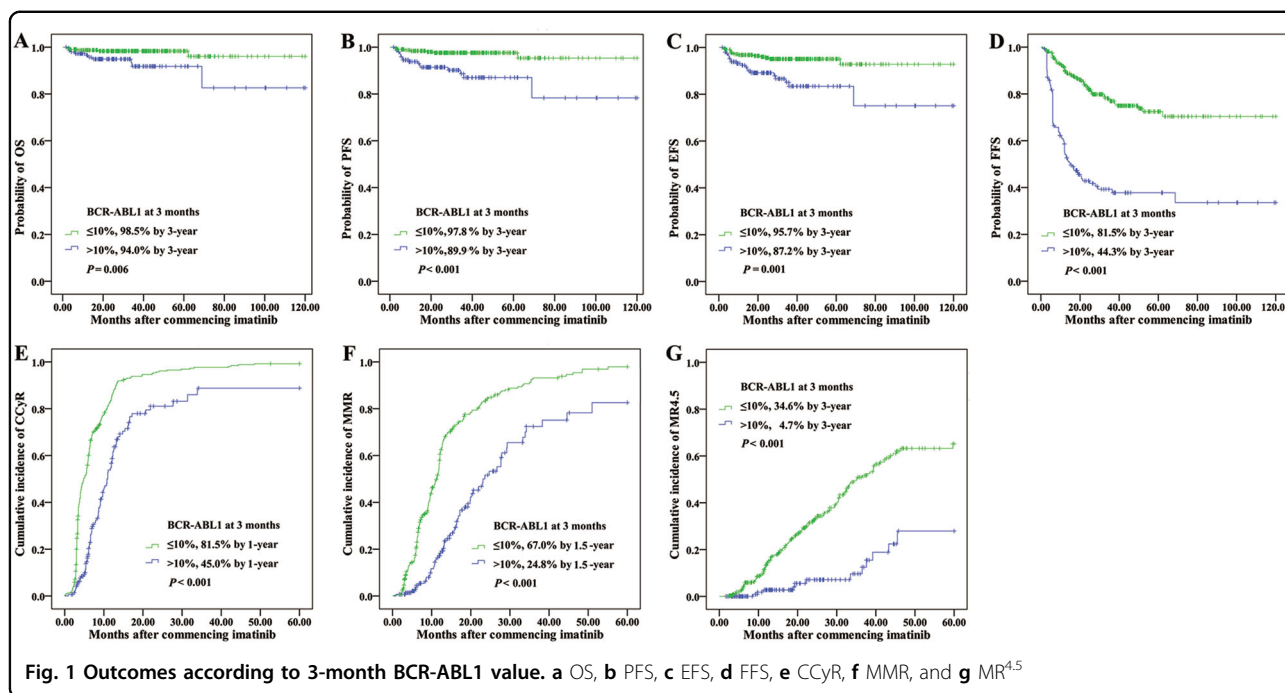 A
Probability of OS
1.0
0.8
0.6
0.4
0.2
0.0
BCR-ABL1 at 3 months
≤10%, 98.5% by 3-year
>10%, 94.0% by 3-year
P = 0.006
0.00 20.00 40.00 60.00 80.00 100.00 120.00
Months after commencing imatinib
B
Probability of PFS
1.0
0.8
0.6
0.4
0.2
0.0
BCR-ABL1 at 3 months
≤10%, 97.8% by 3-year
>10%, 89.9% by 3-year
P < 0.001
0.00 20.00 40.00 60.00 80.00 100.00 120.00
Months after commencing imatinib
C
Probability of EFS
1.0
0.8
0.6
0.4
0.2
0.0
BCR-ABL1 at 3 months
≤10%, 95.7% by 3-year
>10%, 87.2% by 3-year
P = 0.001
0.00 20.00 40.00 60.00 80.00 100.00 120.00
Months after commencing imatinib
D
Probability of FFS
1.0
0.8
0.6
0.4
0.2
0.0
BCR-ABL1 at 3 months
≤10%, 81.5% by 3-year
>10%, 44.3% by 3-year
P < 0.001
0.00 20.00 40.00 60.00 80.00 100.00 120.00
Months after commencing imatinib
E
Cumulative incidence of CCyR
1.0
0.8
0.6
0.4
0.2
0.0
BCR-ABL1 at 3 months
≤10%, 81.5% by 1-year
>10%, 45.0% by 1-year
P < 0.001
0.00 10.00 20.00 30.00 40.00 50.00 60.00
Months after commencing imatinib
F
Cumulative incidence of MMR
1.0
0.8
0.6
0.4
0.2
0.0
BCR-ABL1 at 3 months
≤10%, 67.0% by 1.5 -year
>10%, 24.8% by 1.5 -year
P < 0.001
0.00 10.00 20.00 30.00 40.00 50.00 60.00
Months after commencing imatinib
G
Cumulative incidence of MR4.5
1.0
0.8
0.6
0.4
0.2
0.0
BCR-ABL1 at 3 months
≤10%, 34.6% by 3-year
>10%, 4.7% by 3-year
P < 0.001
0.00 10.00 20.00 30.00 40.00 50.00 60.00
Months after commencing imatinib
Fig. 1 Outcomes according to 3-month BCR-ABL1 value. a OS, b PFS, c EFS, d FFS, e CCyR, f MMR, and g MR4.5